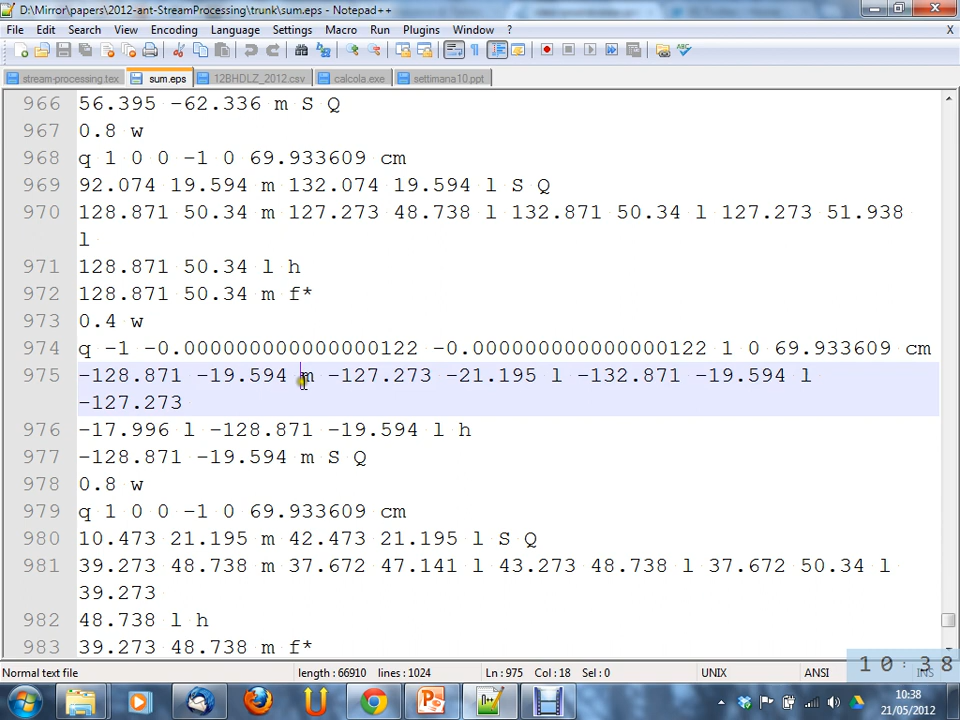 D:\Mirror\papers\2012-ant-StreamProcessing\trunk\sum.eps - Notepad++
File Edit Search View Encoding Language Settings Macro Run Plugins Window ? X
stream-processing.tex sum.eps 12BHDLZ_2012.csv calcola.exe settimana10.ppt
966 56.395 -62.336 m S Q
967 0.8 w
968 q 1 0 0 -1 0 69.933609 cm
969 92.074 19.594 m 132.074 19.594 l S Q
970 128.871 50.34 m 127.273 48.738 l 132.871 50.34 l 127.273 51.938
l
971 128.871 50.34 l h
972 128.871 50.34 m f*
973 0.4 w
974 q -1 -0.000000000000000122 -0.000000000000000122 1 0 69.933609 cm
975 -128.871 -19.594 m -127.273 -21.195 l -132.871 -19.594 l
-127.273
976 -17.996 l -128.871 -19.594 l h
977 -128.871 -19.594 m S Q
978 0.8 w
979 q 1 0 0 -1 0 69.933609 cm
980 10.473 21.195 m 42.473 21.195 l S Q
981 39.273 48.738 m 37.672 47.141 l 43.273 48.738 l 37.672 50.34 l
39.273
982 48.738 l h
983 39.273 48.738 m f*
10:38
Normal text file length : 66910 lines : 1024 Ln : 975 Col : 18 Sel : 0 UNIX ANSI INS
10:38
21/05/2012